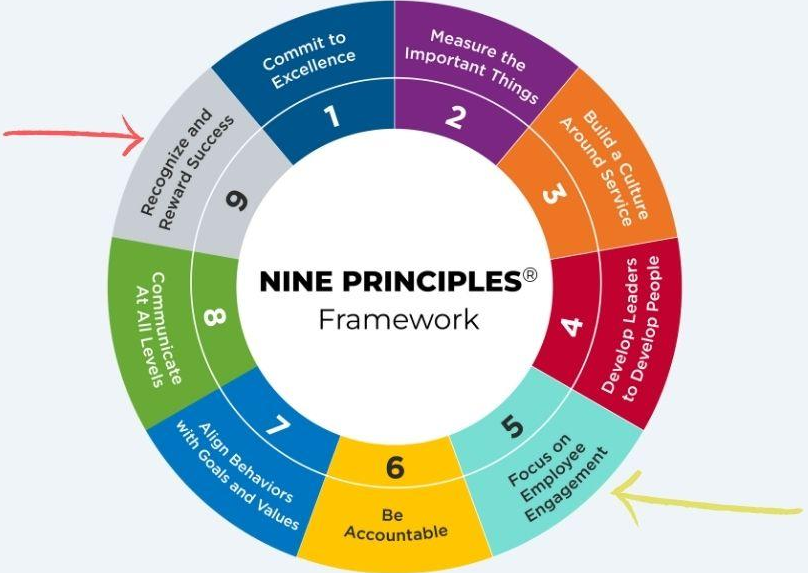 Commit to
Excellence
1
Measure the
Important Things
2
Build a Culture
Around Service
3
Develop Leaders
to Develop People
4
Focus on
Employee
Engagement
5
6
Be
Accountable
7
Align Behaviors
with Goals and Values
8
Communicate
At All Levels
9
Recognize and
Reward Success
NINE PRINCIPLES®
Framework